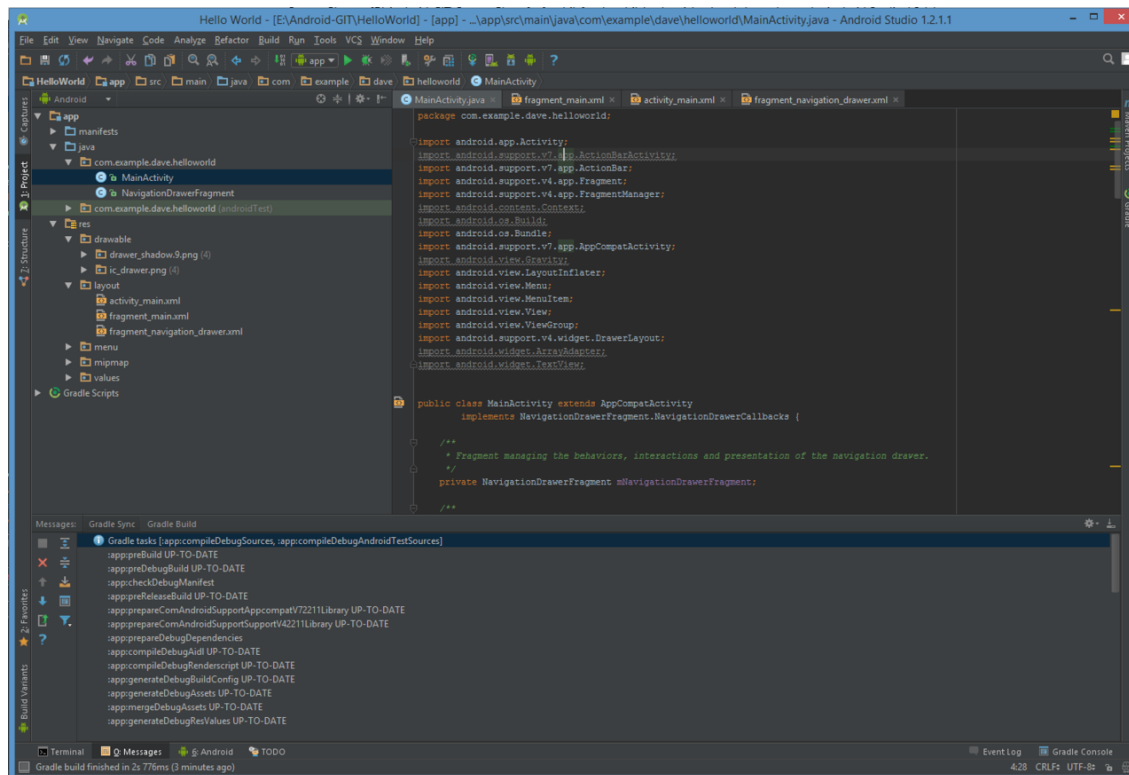 Hello World - [E:\Android-GIT\HelloWorld] - [app] - ...\app\src\main\java\com\example\dave\helloworld\MainActivity.java - Android Studio 1.2.1.1
File Edit View Navigate Code Analyze Refactor Build Run Tools VCS Window Help
app
HelloWorld app src main java com example dave helloworld MainActivity
Android
MainActivity.java fragment_main.xml activity_main.xml fragment_navigation_drawer.xml
Captures
1: Project
Z: Structure
2: Favorites
Build Variants
app
manifests
java
com.example.dave.helloworld
MainActivity
NavigationDrawerFragment
com.example.dave.helloworld (androidTest)
res
drawable
drawer_shadow.9.png (4)
ic_drawer.png (4)
layout
activity_main.xml
fragment_main.xml
fragment_navigation_drawer.xml
menu
mipmap
values
Gradle Scripts
package com.example.dave.helloworld;
import android.app.Activity;
import android.support.v7.app.ActionBarActivity;
import android.support.v7.app.ActionBar;
import android.support.v4.app.Fragment;
import android.support.v4.app.FragmentManager;
import android.content.Context;
import android.os.Build;
import android.os.Bundle;
import android.support.v7.app.AppCompatActivity;
import android.view.Gravity;
import android.view.LayoutInflater;
import android.view.Menu;
import android.view.MenuItem;
import android.view.View;
import android.view.ViewGroup;
import android.support.v4.widget.DrawerLayout;
import android.widget.ArrayAdapter;
import android.widget.TextView;
public class MainActivity extends AppCompatActivity
implements NavigationDrawerFragment.NavigationDrawerCallbacks {
/**
* Fragment managing the behaviors, interactions and presentation of the navigation drawer.
*/
private NavigationDrawerFragment mNavigationDrawerFragment;
/**
Maven Projects
Gradle
Messages: Gradle Sync Gradle Build
Gradle tasks [:app:compileDebugSources, :app:compileDebugAndroidTestSources]
:app:preBuild UP-TO-DATE
:app:preDebugBuild UP-TO-DATE
:app:checkDebugManifest
:app:preReleaseBuild UP-TO-DATE
:app:prepareComAndroidSupportAppcompatV72211Library UP-TO-DATE
:app:prepareComAndroidSupportSupportV42211Library UP-TO-DATE
:app:prepareDebugDependencies
:app:compileDebugAidl UP-TO-DATE
:app:compileDebugRenderscript UP-TO-DATE
:app:generateDebugBuildConfig UP-TO-DATE
:app:generateDebugAssets UP-TO-DATE
:app:mergeDebugAssets UP-TO-DATE
:app:generateDebugResValues UP-TO-DATE
Terminal 0: Messages 6: Android TODO Event Log Gradle Console
Gradle build finished in 2s 776ms (3 minutes ago) 4:28 CRLF UTF-8